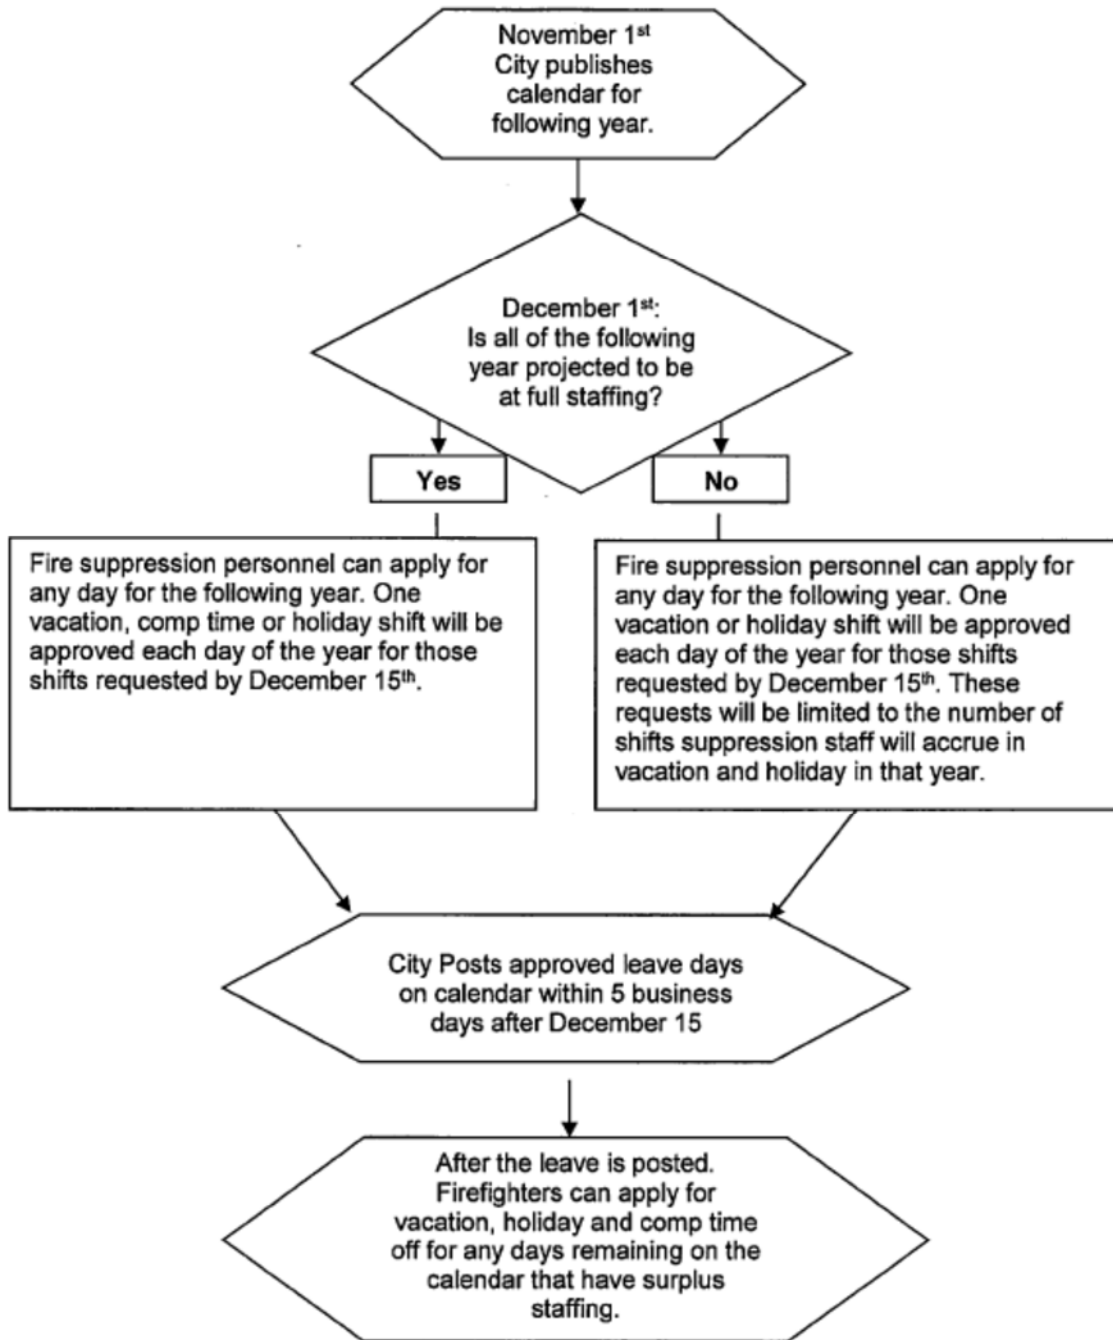 November 1st
City publishes
calendar for
following year.
December 1st:
Is all of the following
year projected to be
at full staffing?
Yes
No
Fire suppression personnel can apply for
any day for the following year. One
vacation, comp time or holiday shift will be
approved each day of the year for those
shifts requested by December 15th.
Fire suppression personnel can apply for
any day for the following year. One
vacation or holiday shift will be approved
each day of the year for those shifts
requested by December 15th. These
requests will be limited to the number of
shifts suppression staff will accrue in
vacation and holiday in that year.
City Posts approved leave days
on calendar within 5 business
days after December 15
After the leave is posted.
Firefighters can apply for
vacation, holiday and comp time
off for any days remaining on the
calendar that have surplus
staffing.